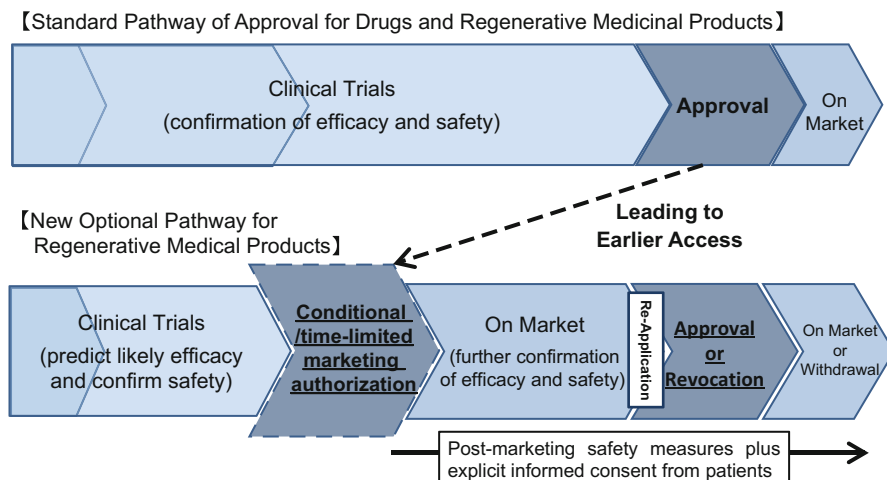 【Standard Pathway of Approval for Drugs and Regenerative Medicinal Products】
Clinical Trials
(confirmation of efficacy and safety)
Approval
On
Market
Leading to
Earlier Access
【New Optional Pathway for
Regenerative Medical Products】
Clinical Trials
(predict likely efficacy
and confirm safety)
Conditional
/time-limited
marketing
authorization
On Market
(further confirmation
of efficacy and safety)
Re-Application
Approval
or
Revocation
On Market
or
Withdrawal
Post-marketing safety measures plus
explicit informed consent from patients